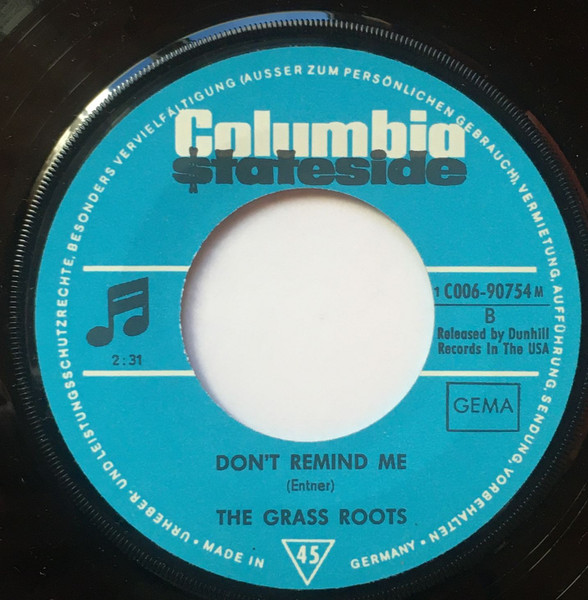 URHEBER- UND LEISTUNGSSCHUTZRECHTE, BESONDERS VERVIELFÄLTIGUNG (AUSSER ZUM PERSÖNLICHEN GEBRAUCH), VERMIETUNG, AUFFÜHRUNG, SENDUNG VORBEHALTEN
Columbia
$tateside
1 C006-90754 M
B
2:31
Released by Dunhill
Records In The USA
GEMA
DON'T REMIND ME
(Entner)
THE GRASS ROOTS
• MADE IN
45
GERMANY •